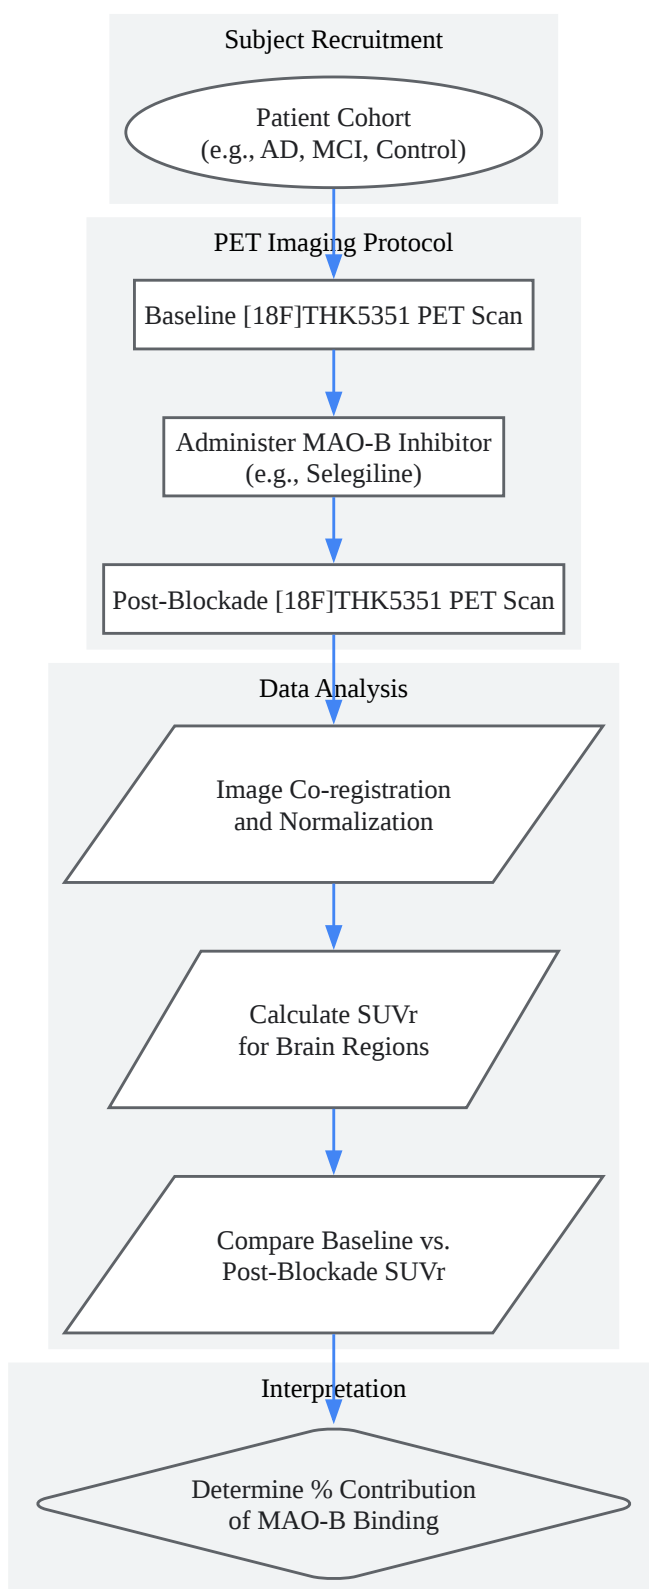 Subject Recruitment
Patient Cohort
(e.g., AD, MCI, Control)
PET Imaging Protocol
Baseline [18F]THK5351 PET Scan
Administer MAO-B Inhibitor
(e.g., Selegiline)
Post-Blockade [18F]THK5351 PET Scan
Data Analysis
Image Co-registration
and Normalization
Calculate SUVr
for Brain Regions
Compare Baseline vs.
Post-Blockade SUVr
Interpretation
Determine % Contribution
of MAO-B Binding